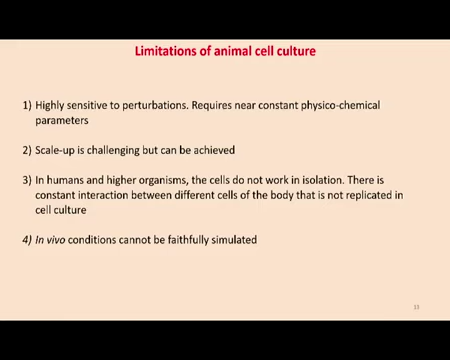 Limitations of animal cell culture
1) Highly sensitive to perturbations. Requires near constant physico-chemical
parameters
2) Scale-up is challenging but can be achieved
3) In humans and higher organisms, the cells do not work in isolation. There is
constant interaction between different cells of the body that is not replicated in
cell culture
4) In vivo conditions cannot be faithfully simulated